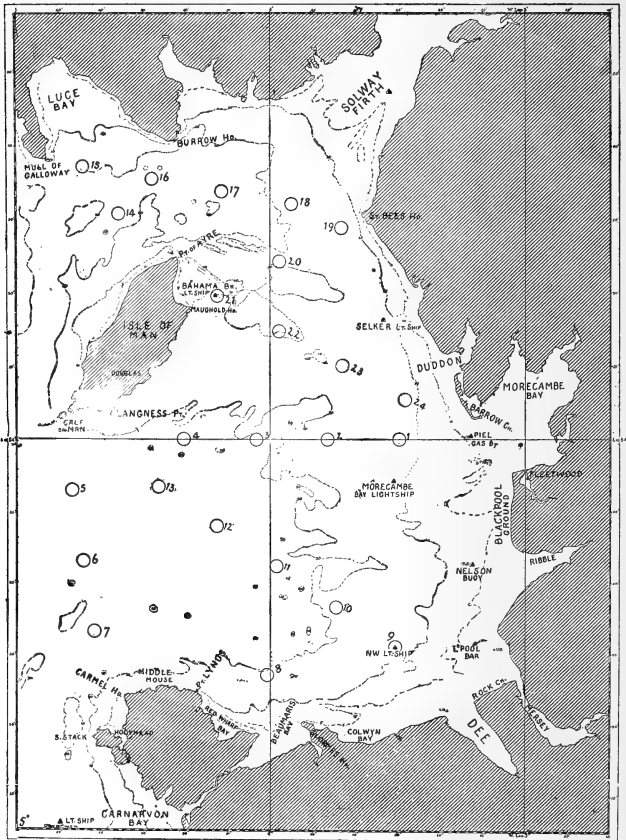 LUCE
BAY
SOLWAY
FIRTH
BURROW HD.
MULL OF
GALLOWAY
15
16
17
18
14
19
ST. BEES HD.
PT. OF AYRE
20
BAHAMA BK.
LT. SHIP
21
MAUGHOLD HD.
ISLE OF
MAN
SELKER LT. SHIP
22
DOUGLAS
23
DUDDON
MORECAMBE
BAY
24
BARROW CH.
LANGNESS PT.
CALF
OF MAN
4
3
2
1
PIEL
GAS BY
FLEETWOOD
5
13.
MORECAMBE
BAY LIGHTSHIP
BLACKPOOL
GROUND
12
6
11
NELSON
BUOY
RIBBLE
10
7
9
NW LT. SHIP
L'POOL
BAR
PT. LYNUS
8
CARMEL HD.
MIDDLE
MOUSE
ROCK CH.
MERSEY
DEE
RED WHARF
BAY
BEAUMARIS
BAY
COLWYN
BAY
S. STACK
HOLYHEAD
CARNARVON
BAY
LT. SHIP
5°